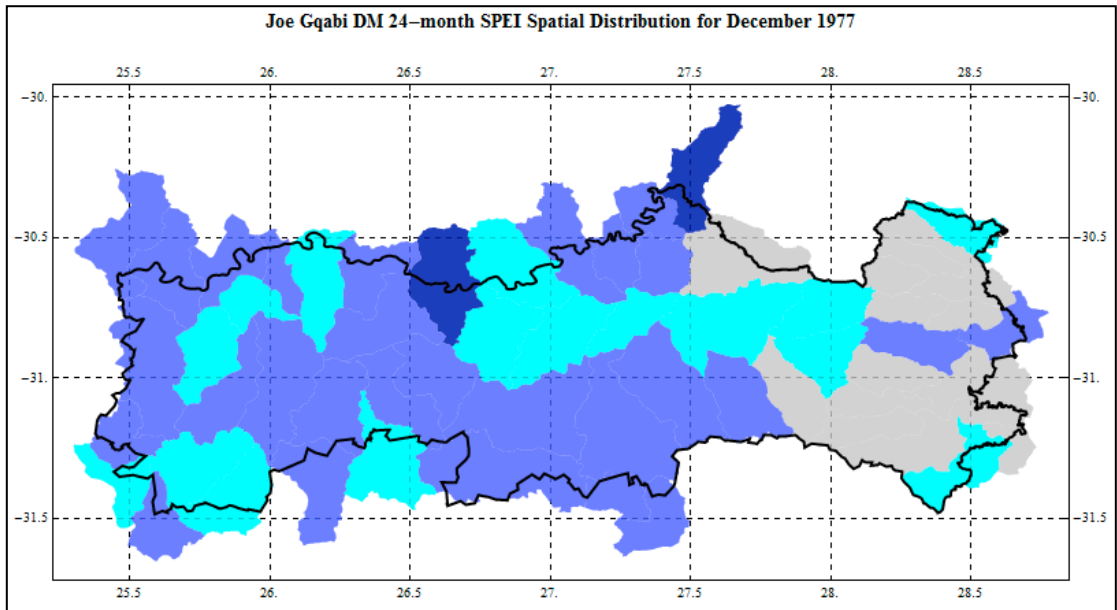 Joe Gqabi DM 24−month SPEI Spatial Distribution for December 1977
25.5 26. 26.5 27. 27.5 28. 28.5
−30. −30.
−30.5 −30.5
−31. −31.
−31.5 −31.5
25.5 26. 26.5 27. 27.5 28. 28.5